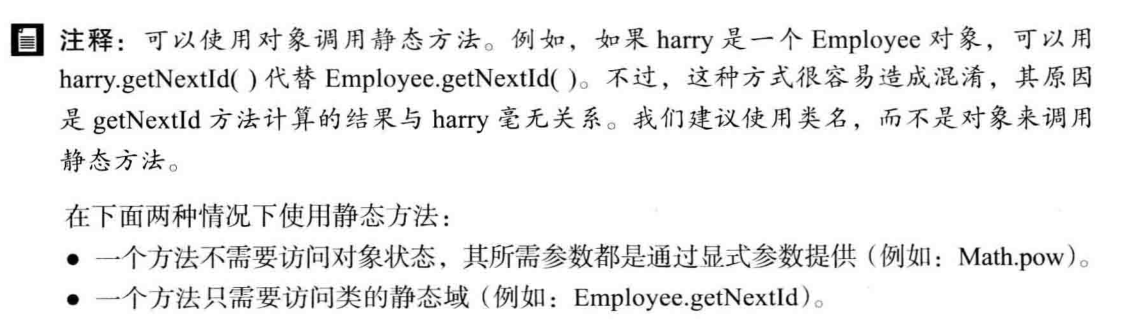 注释：可以使用对象调用静态方法。例如，如果 harry 是一个 Employee 对象，可以用
harry.getNextId( ) 代替 Employee.getNextId( )。不过，这种方式很容易造成混淆，其原因
是 getNextId 方法计算的结果与 harry 毫无关系。我们建议使用类名，而不是对象来调用
静态方法。
在下面两种情况下使用静态方法：
● 一个方法不需要访问对象状态，其所需参数都是通过显式参数提供（例如：Math.pow）。
● 一个方法只需要访问类的静态域（例如：Employee.getNextId）。